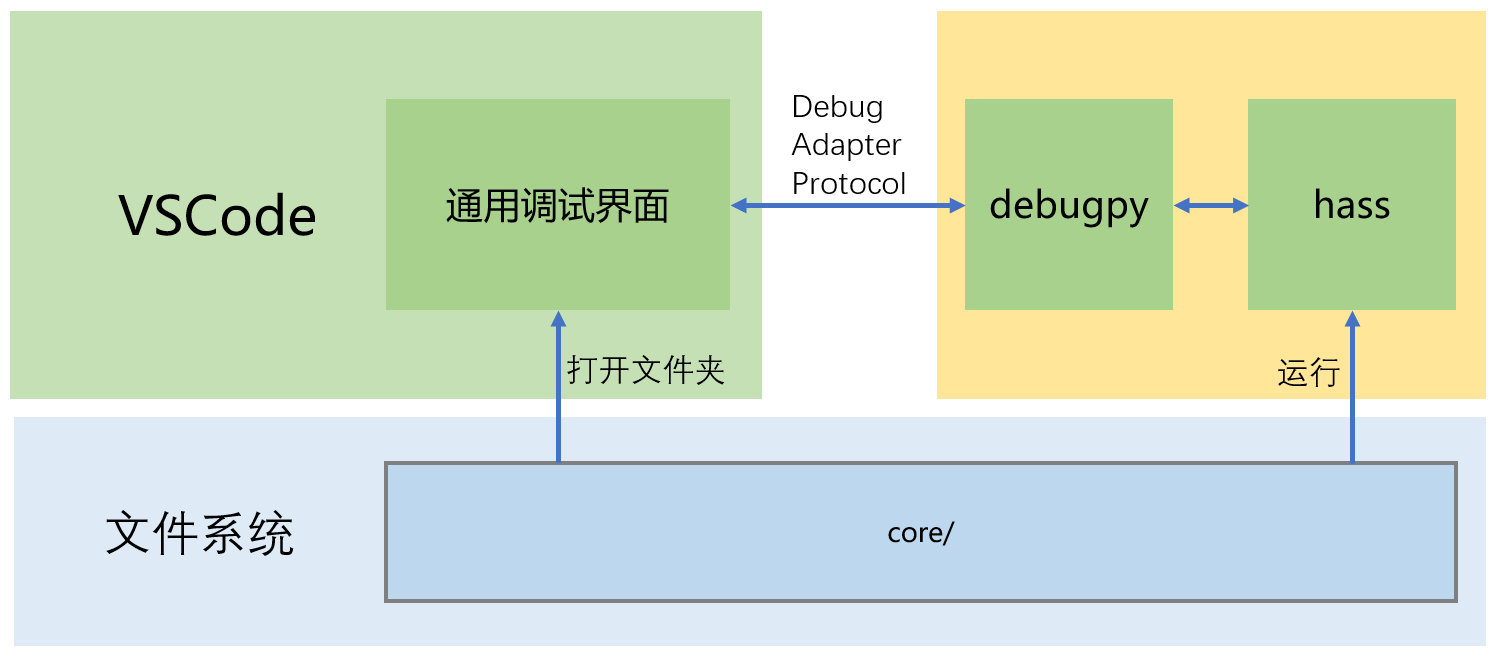 VSCode
通用调试界面
Debug
Adapter
Protocol
debugpy
hass
打开文件夹
运行
文件系统
core/